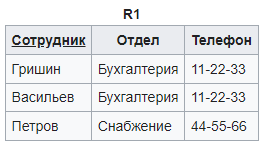 R1
Сотрудник Отдел Телефон
Гришин Бухгалтерия 11-22-33
Васильев Бухгалтерия 11-22-33
Петров Снабжение 44-55-66